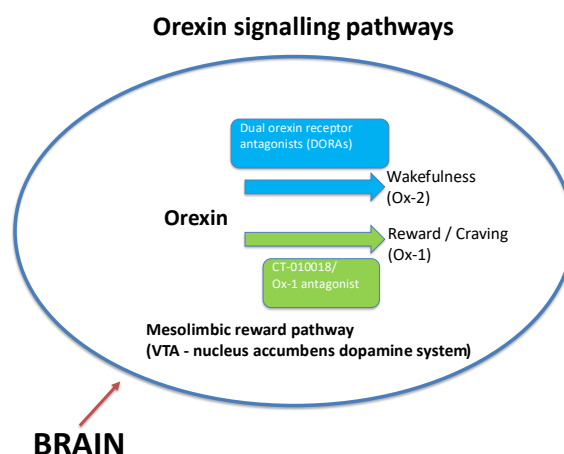 Orexin signalling pathways
Dual orexin receptor
antagonists (DORAs)
Wakefulness
(Ox-2)
Orexin
Reward / Craving
(Ox-1)
CT-010018/
Ox-1 antagonist
Mesolimbic reward pathway
(VTA - nucleus accumbens dopamine system)
BRAIN